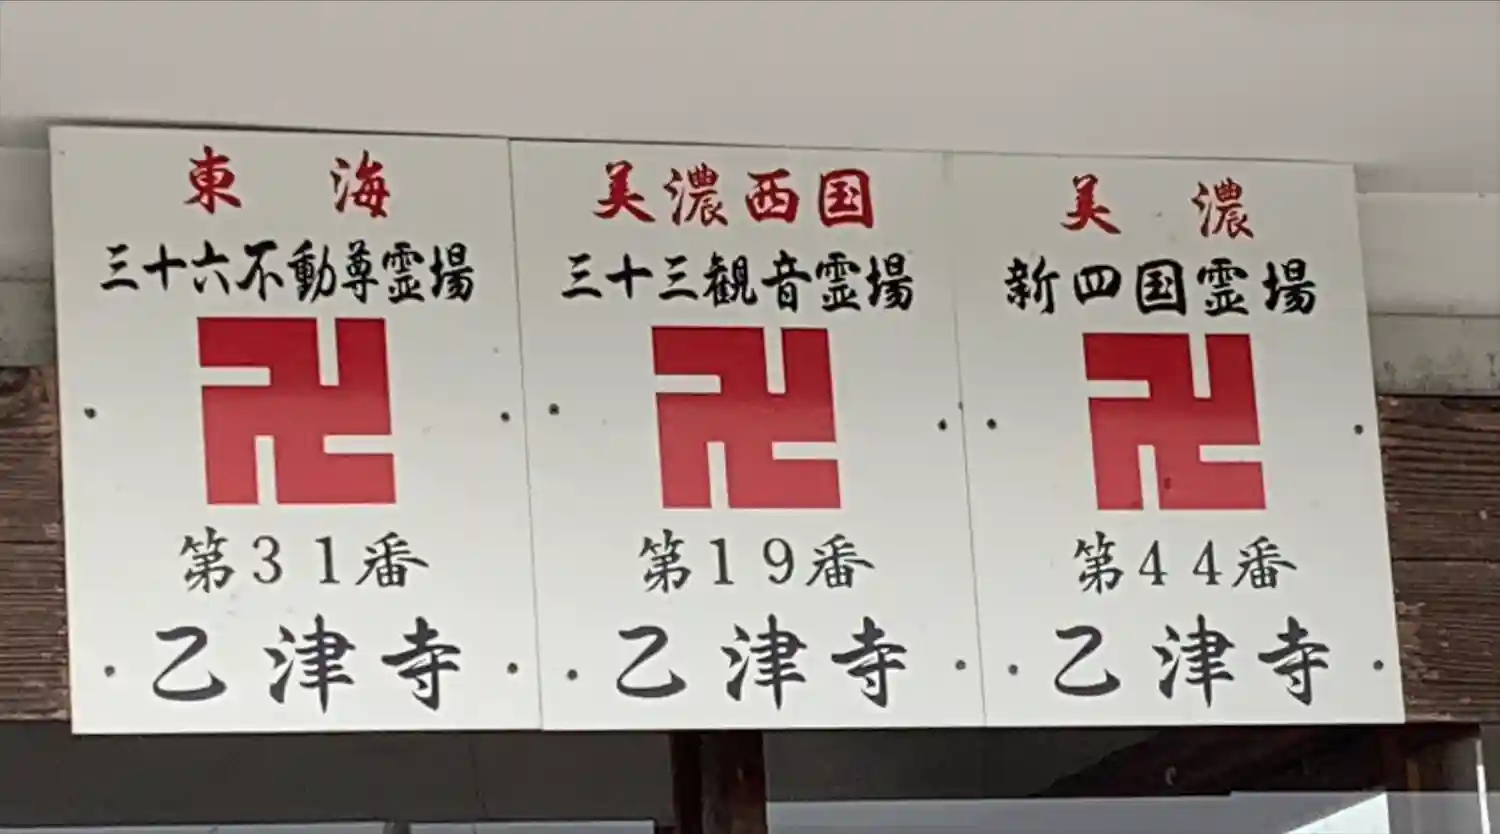 東海
三十六不動尊霊場
卍
第31番
乙津寺
美濃西国
三十三観音霊場
卍
第19番
乙津寺
美濃
新四国霊場
卍
第44番
乙津寺